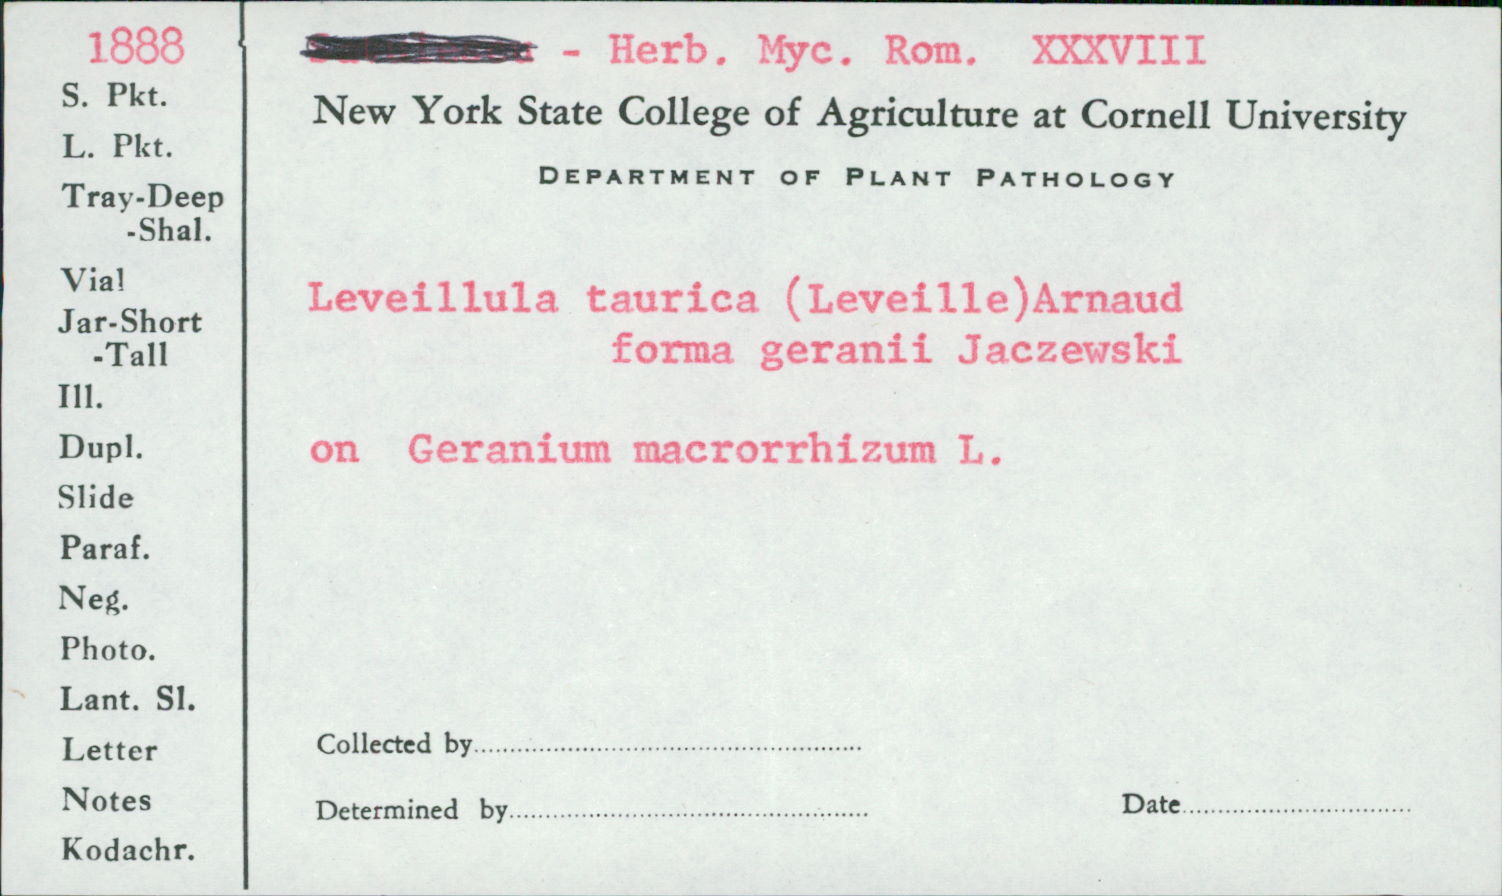 1888
S. Pkt.
L. Pkt.
Tray-Deep
-Shal.
Vial
Jar-Short
-Tall
Ill.
Dupl.
Slide
Paraf.
Neg.
Photo.
Lant. Sl.
Letter
Notes
Kodachr.
- Herb. Myc. Rom. XXXVIII
New York State College of Agriculture at Cornell University
DEPARTMENT OF PLANT PATHOLOGY
Leveillula taurica (Leveille)Arnaud
forma geranii Jaczewski
on Geranium macrorrhizum L.
Collected by
Determined by
Date